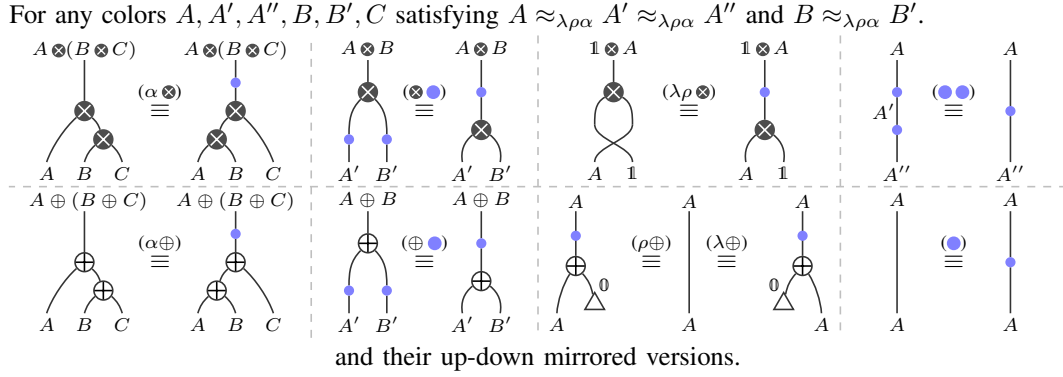 For any colors A, A′, A″, B, B′, C satisfying A ≈λρα A′ ≈λρα A″ and B ≈λρα B′.
A ⊗ (B ⊗ C) A ⊗ (B ⊗ C) A ⊗ B A ⊗ B 𝟙 ⊗ A 𝟙 ⊗ A A A
(α ⊗) ≡ (⊗ ●) ≡ (λρ ⊗) ≡ A′ (● ●) ≡
A B C A B C A′ B′ A′ B′ A 𝟙 A 𝟙 A″ A″
A ⊕ (B ⊕ C) A ⊕ (B ⊕ C) A ⊕ B A ⊕ B A A A A A
(α⊕) ≡ (⊕ ●) ≡ (ρ⊕) ≡ (λ⊕) ≡ (●) ≡
𝟘 𝟘
A B C A B C A′ B′ A′ B′ A A A A A
and their up-down mirrored versions.